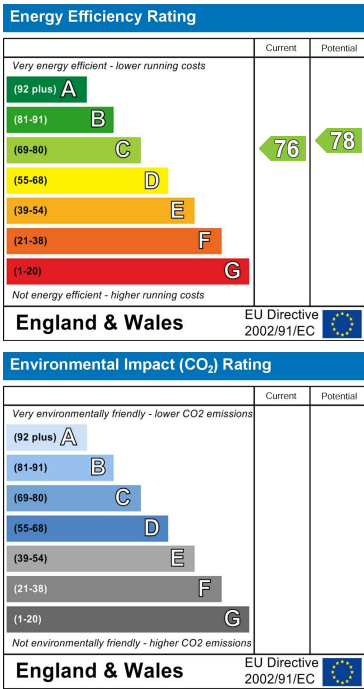 Energy Efficiency Rating
Current Potential
Very energy efficient - lower running costs
(92 plus) A
(81-91) B
(69-80) C
(55-68) D
(39-54) E
(21-38) F
(1-20) G
76
78
Not energy efficient - higher running costs
England & Wales
EU Directive
2002/91/EC
Environmental Impact (CO₂) Rating
Current Potential
Very environmentally friendly - lower CO2 emissions
(92 plus) A
(81-91) B
(69-80) C
(55-68) D
(39-54) E
(21-38) F
(1-20) G
Not environmentally friendly - higher CO2 emissions
England & Wales
EU Directive
2002/91/EC